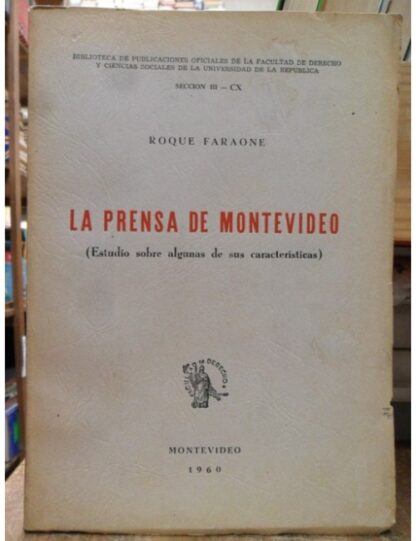 BIBLIOTECA DE PUBLICACIONES OFICIALES DE LA FACULTAD DE DERECHO
Y CIENCIAS SOCIALES DE LA UNIVERSIDAD DE LA REPUBLICA
SECCION III — CX
ROQUE FARAONE
LA PRENSA DE MONTEVIDEO
(Estudio sobre algunas de sus características)
MONTEVIDEO
1960